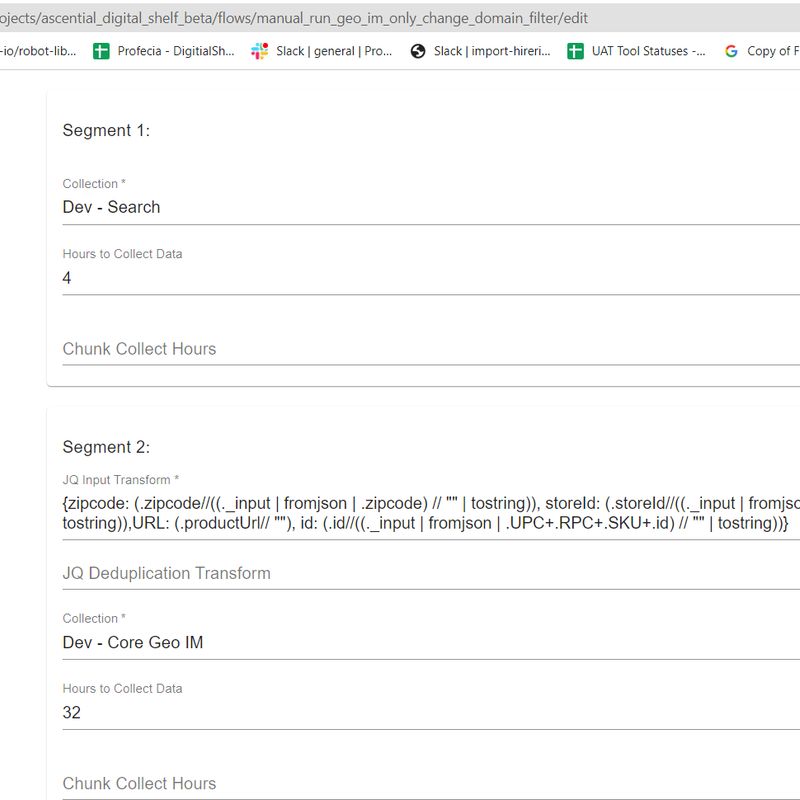 ojects/ascential_digital_shelf_beta/flows/manual_run_geo_im_only_change_domain_filter/edit
-io/robot-lib... Profecia - DigitialSh... Slack | general | Pro... Slack | import-hireri... UAT Tool Statuses -... Copy of F
Segment 1:
Collection *
Dev - Search
Hours to Collect Data
4
Chunk Collect Hours
Segment 2:
JQ Input Transform *
{zipcode: (.zipcode//((._input | fromjson | .zipcode) // "" | tostring)), storeId: (.storeId//((._input | fromjso
tostring)),URL: (.productUrl// ""), id: (.id//((._input | fromjson | .UPC+.RPC+.SKU+.id) // "" | tostring))}
JQ Deduplication Transform
Collection *
Dev - Core Geo IM
Hours to Collect Data
32
Chunk Collect Hours